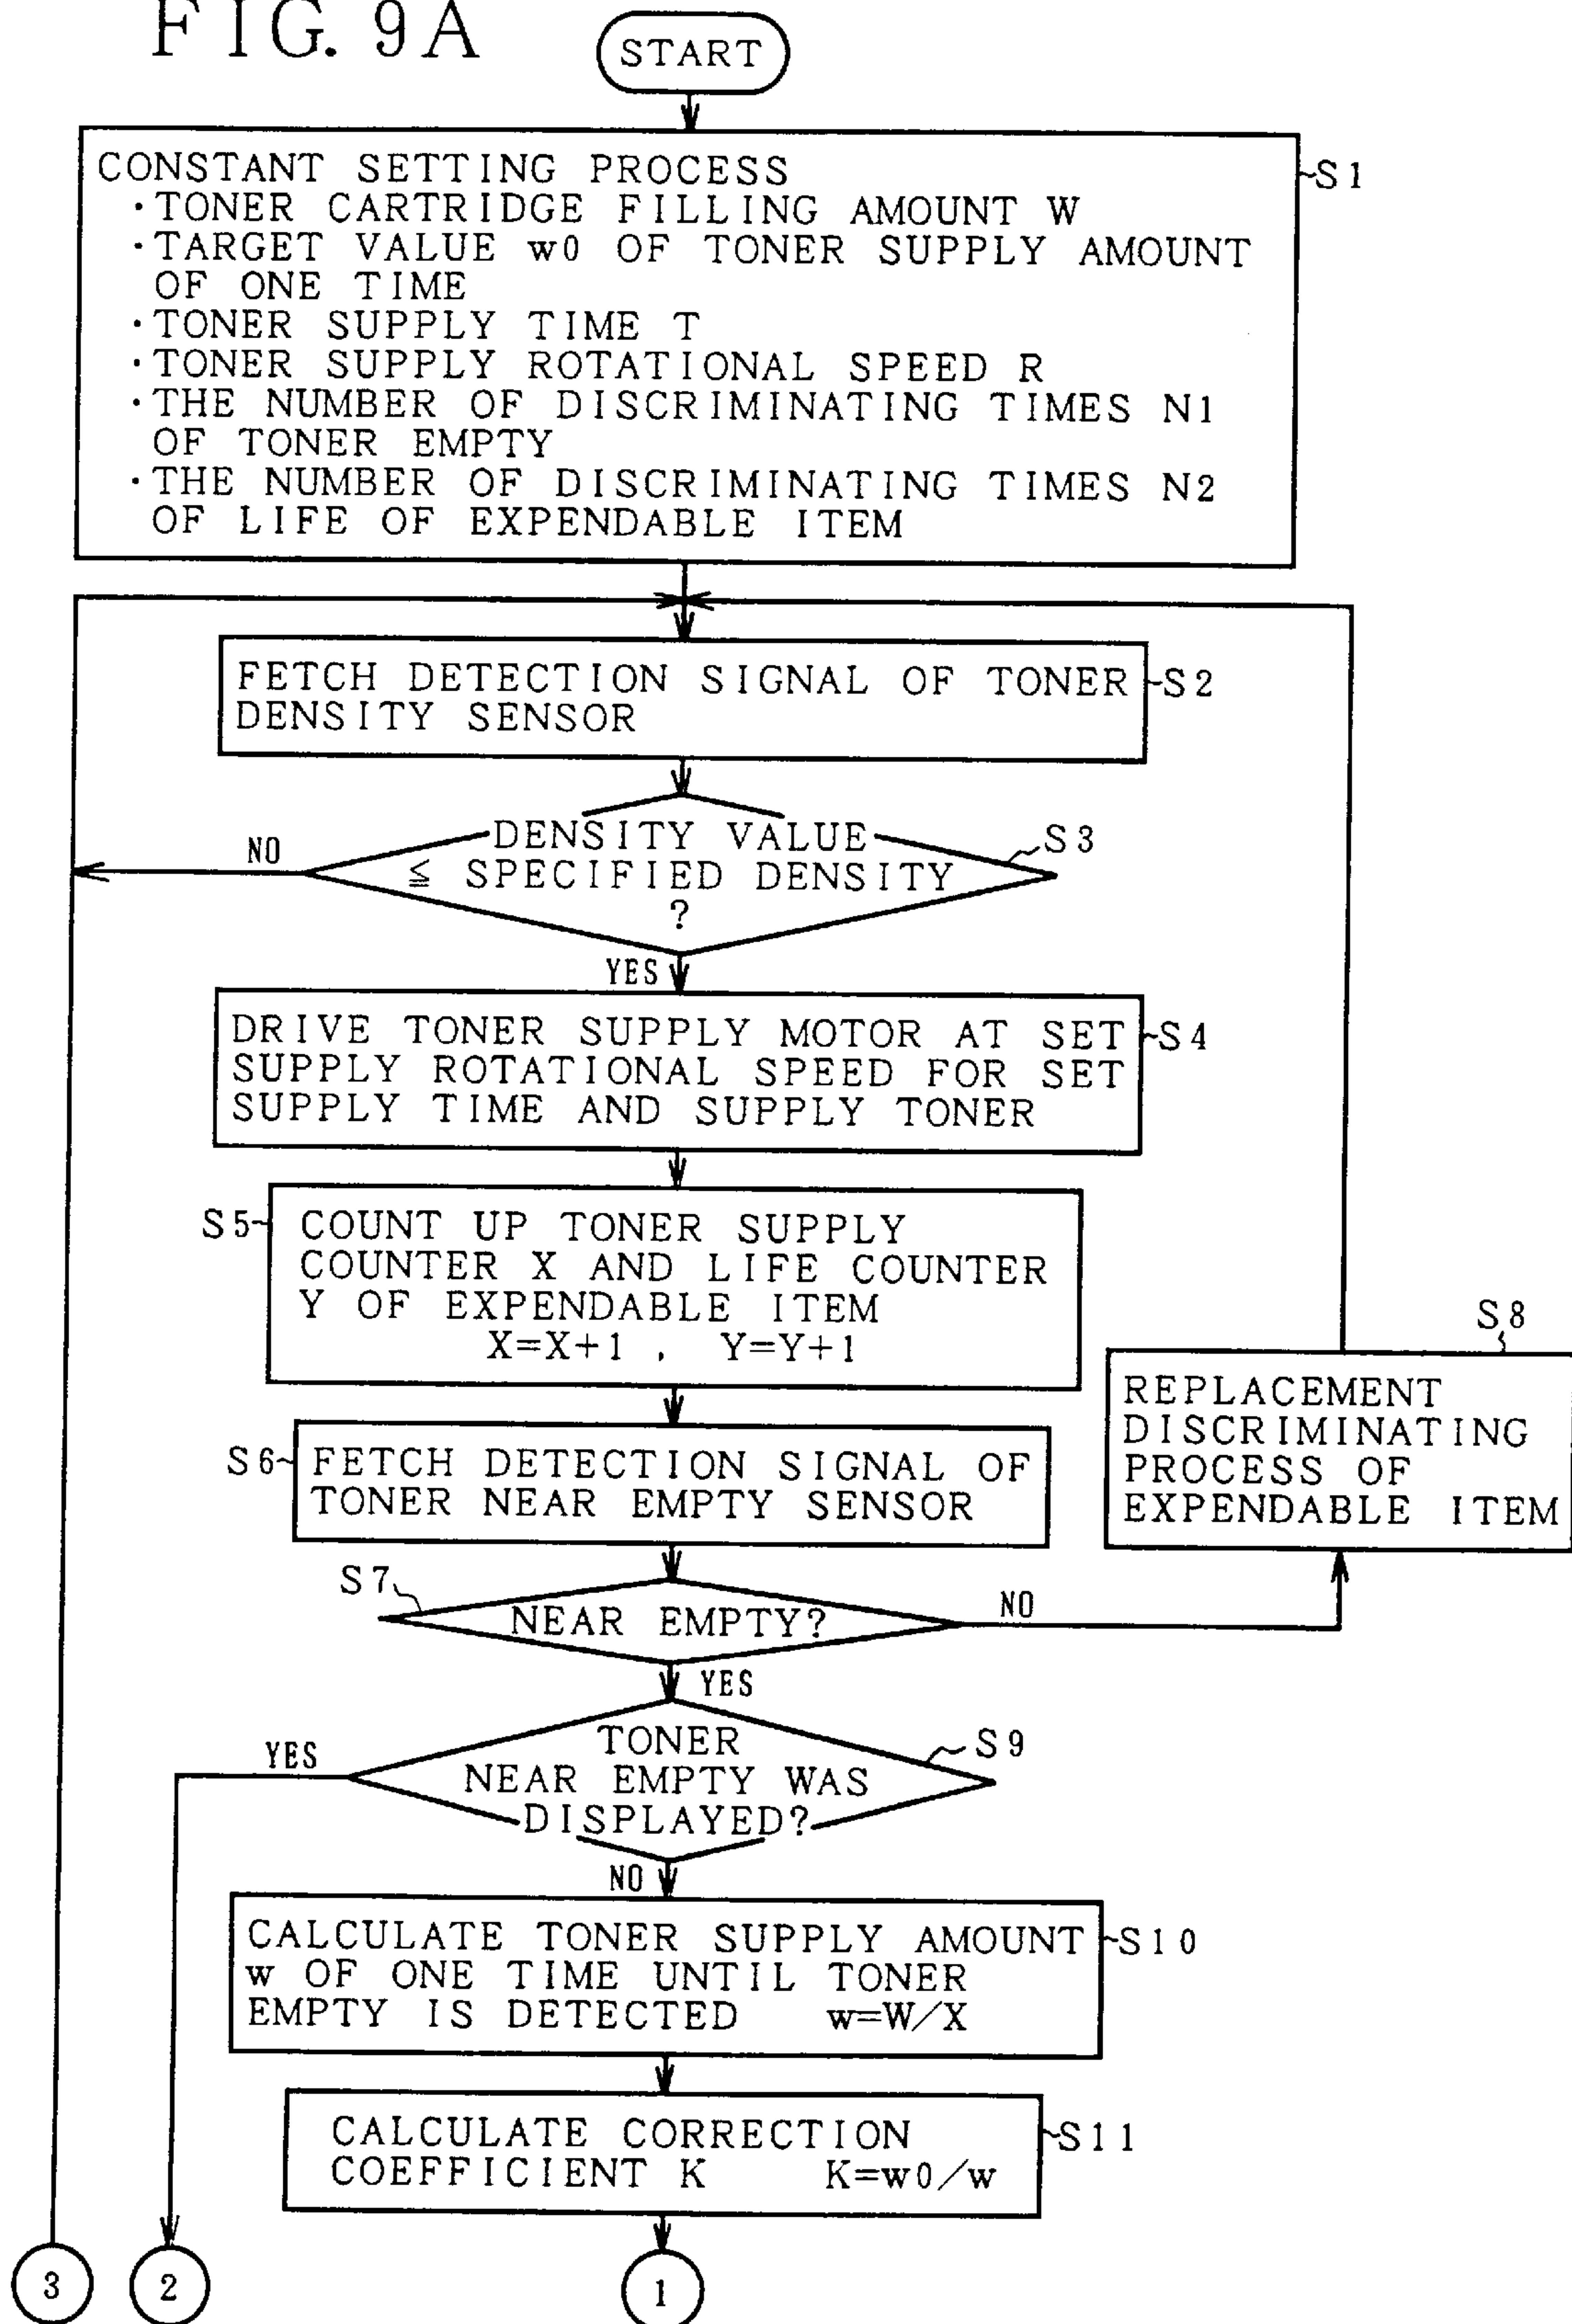 FIG. 9A
START
CONSTANT SETTING PROCESS
・TONER CARTRIDGE FILLING AMOUNT W
・TARGET VALUE w0 OF TONER SUPPLY AMOUNT
OF ONE TIME
・TONER SUPPLY TIME T
・TONER SUPPLY ROTATIONAL SPEED R
・THE NUMBER OF DISCRIMINATING TIMES N1
OF TONER EMPTY
・THE NUMBER OF DISCRIMINATING TIMES N2
OF LIFE OF EXPENDABLE ITEM
S1
FETCH DETECTION SIGNAL OF TONER
DENSITY SENSOR
S2
DENSITY VALUE
≦ SPECIFIED DENSITY
?
S3
NO
YES
DRIVE TONER SUPPLY MOTOR AT SET
SUPPLY ROTATIONAL SPEED FOR SET
SUPPLY TIME AND SUPPLY TONER
S4
S5
COUNT UP TONER SUPPLY
COUNTER X AND LIFE COUNTER
Y OF EXPENDABLE ITEM
X=X+1 , Y=Y+1
S6
FETCH DETECTION SIGNAL OF
TONER NEAR EMPTY SENSOR
S8
REPLACEMENT
DISCRIMINATING
PROCESS OF
EXPENDABLE ITEM
S7
NEAR EMPTY?
NO
YES
TONER
NEAR EMPTY WAS
DISPLAYED?
S9
YES
NO
CALCULATE TONER SUPPLY AMOUNT
w OF ONE TIME UNTIL TONER
EMPTY IS DETECTED w=W/X
S10
CALCULATE CORRECTION
COEFFICIENT K K=w0/w
S11
3
2
1